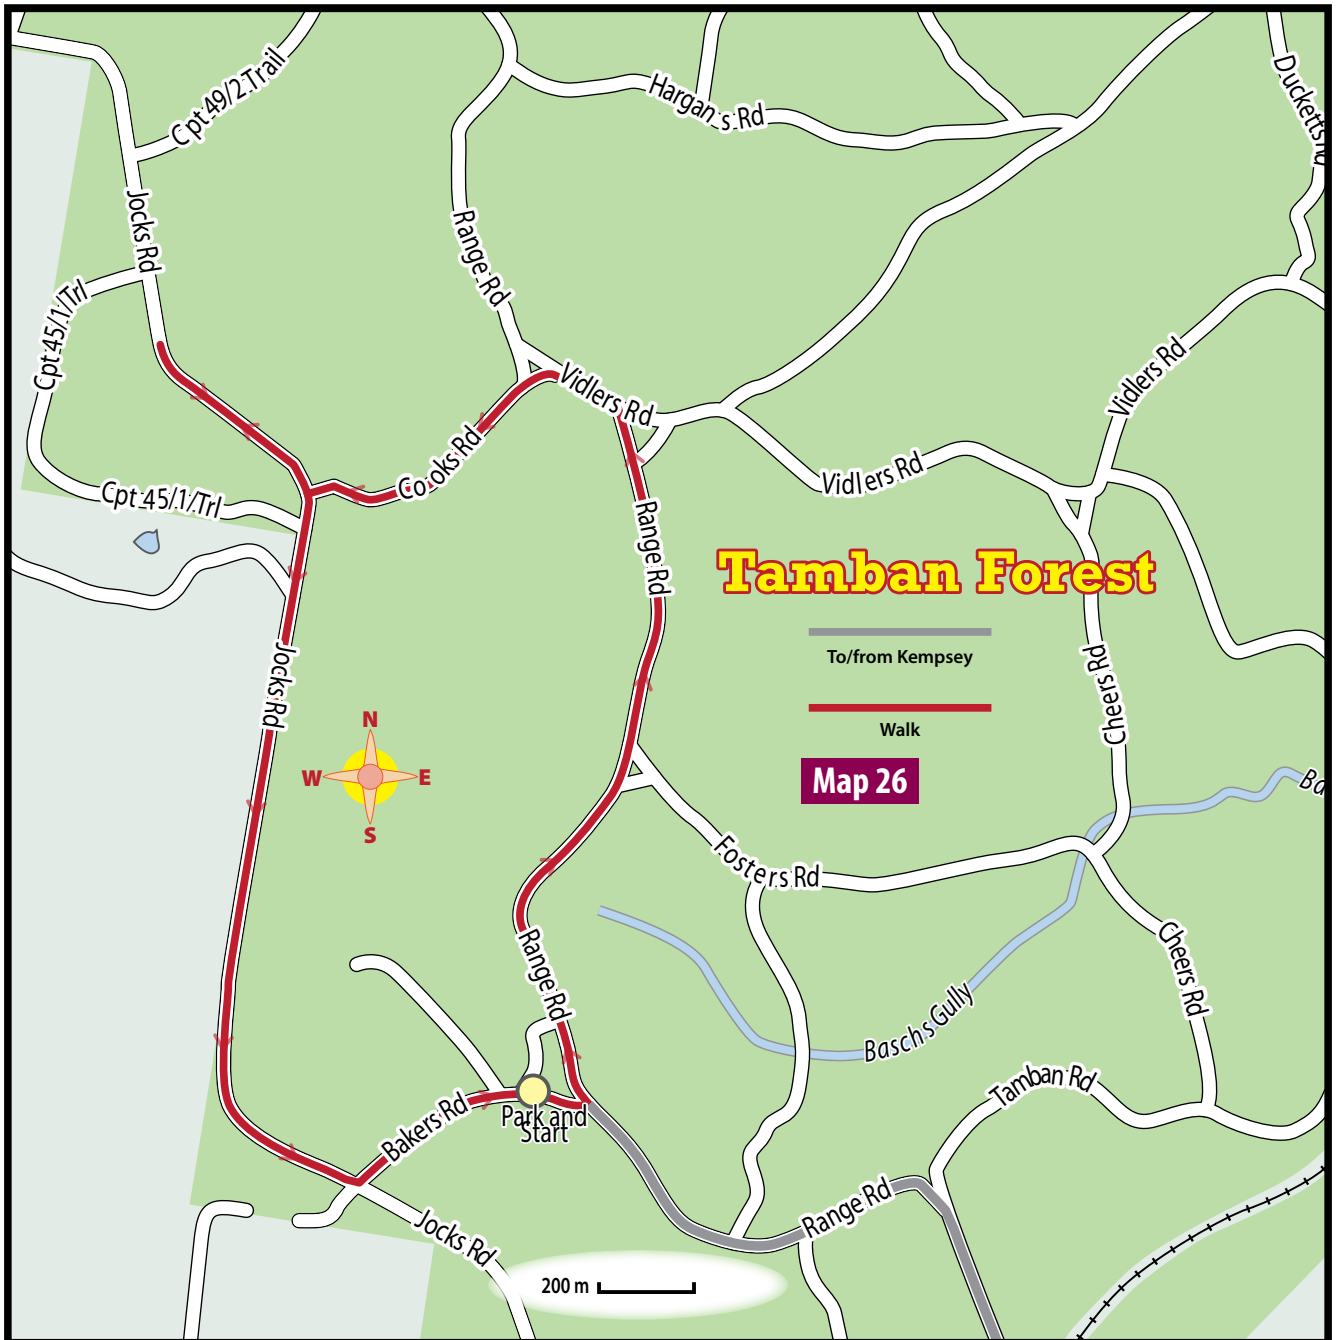 Cpt 49/2 Trail
Hargan's Rd
Ducketts Rd
Jocks Rd
Range Rd
Cpt 45/1/Trl
Vidlers Rd
Vidlers Rd
Cooks Rd
Vidlers Rd
Cpt 45/1/Trl
Range Rd
Tamban Forest
To/from Kempsey
Walk
Map 26
Jocks Rd
Cheers Rd
N
W
E
S
Ba
Fosters Rd
Range Rd
Cheers Rd
Baschs Gully
Tamban Rd
Bakers Rd
Park and
Start
Range Rd
Jocks Rd
200 m